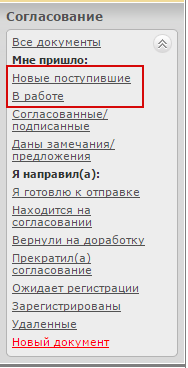 Согласование
Все документы
Мне пришло:
Новые поступившие
В работе
Согласованные/
подписанные
Даны замечания/
предложения
Я направил(а):
Я готовлю к отправке
Находится на
согласовании
Вернули на доработку
Прекратил(а)
согласование
Ожидает регистрации
Зарегистрированы
Удаленные
Новый документ